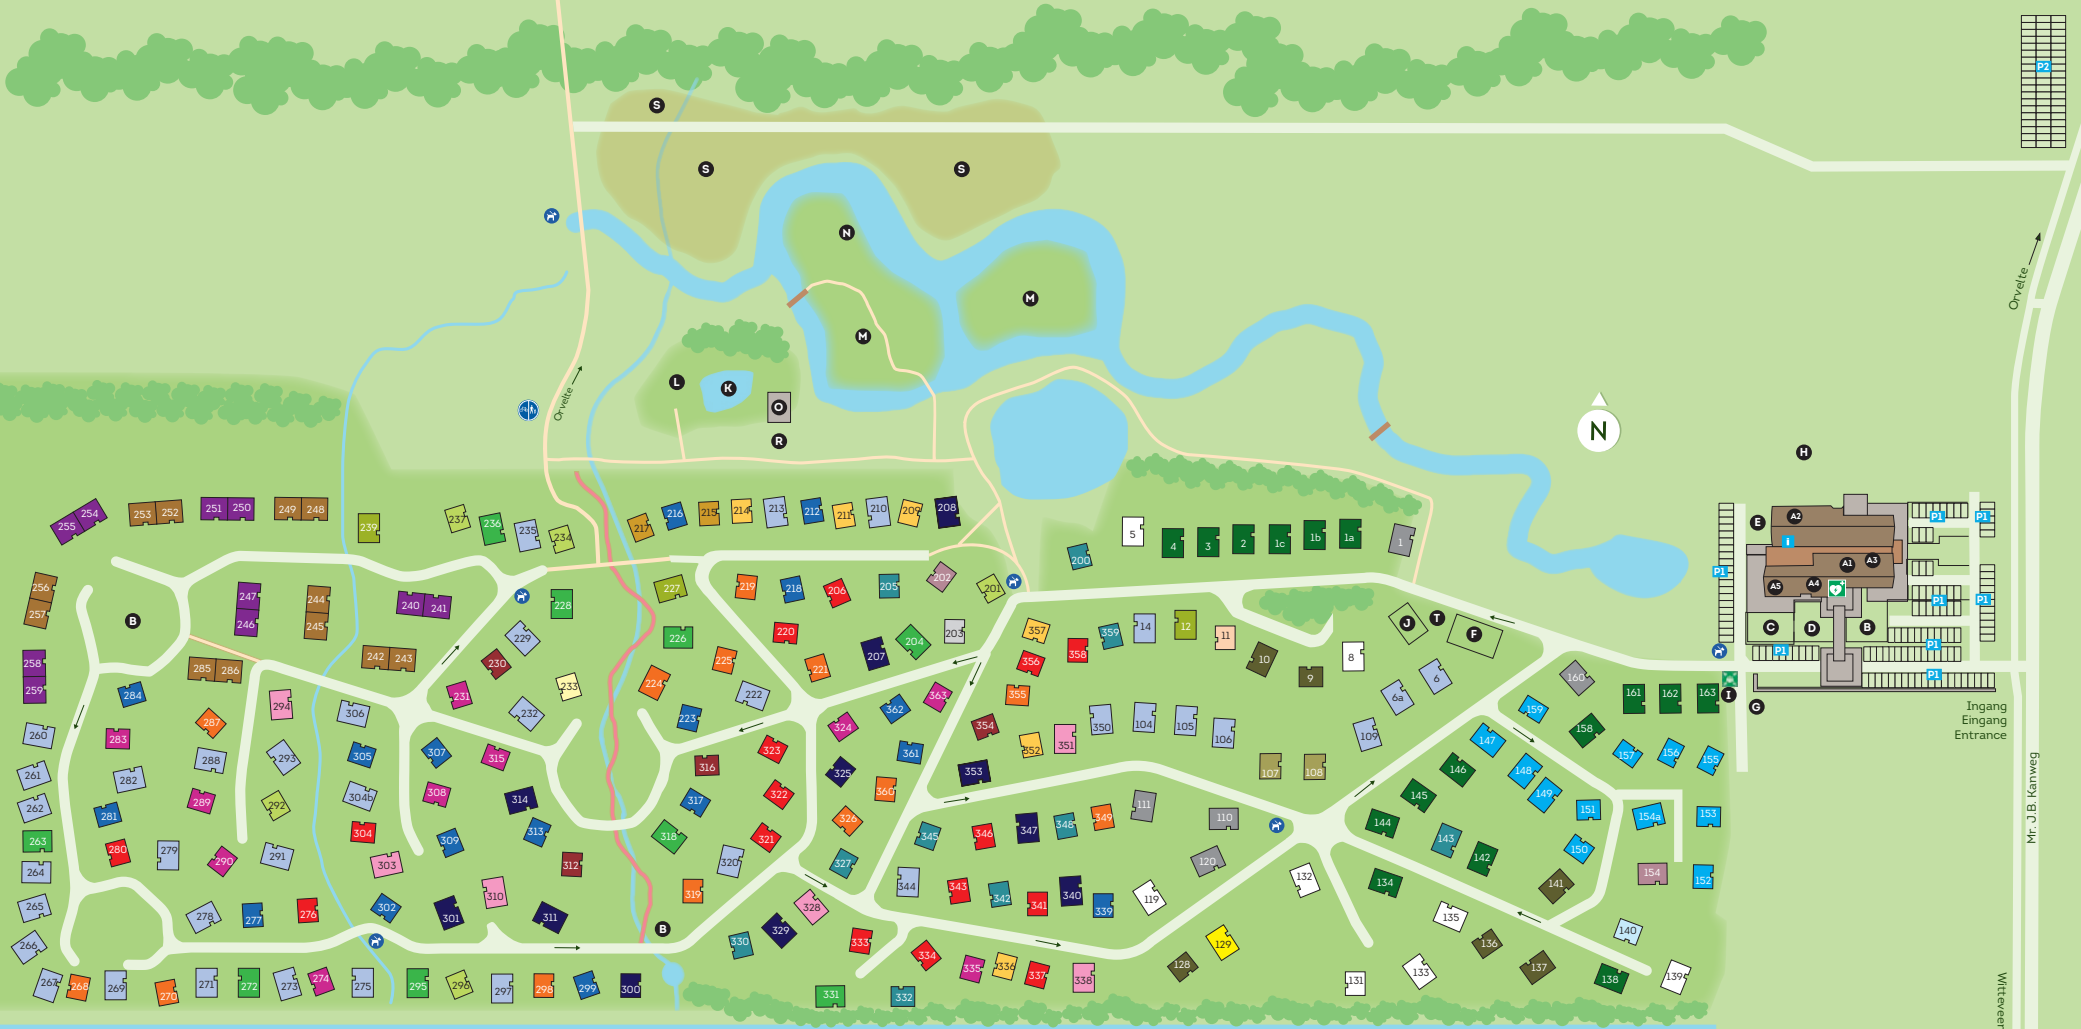 P2
S
S
S
N
M
M
L
K
O
R
Orvelte
Orvelte
N
H
E
A2
i
A1
A3
A5
A4
P1
P1
P1
P1
P1
P1
P1
P1
C
D
B
I
G
Ingang
Eingang
Entrance
Mr. J.B. Kanweg
Witteveen
J
T
F
B
B
255 254 253 252 251 250 249 248 239 237 236 235 234
217 216 215 214 213 212 211 210 209 208
5 4 3 2 1c 1b 1a 1
200
256 257 247 246 244 245 240 241 228
227 219 218 206 205 202 201
229 226 220 207 204 203
357 358 359 14 12 11 10 9 8
258 259 285 286 242 243 230 231 233 232
225 224 221 222 223 363 362 356 355
6a 6 160 161 162 163
284 287 294 306 283 260
324 354 350 104 105 106 109 159 158
288 293 305 307 315 316 323 325 361 352 351
147 157 156 155
261 282 289 292 304b 308 314 317 322 360 353
107 108 146 148 149
262 281 263 280 279 290 291 304 303 309 313 312
318 321 326 345 346 347 348 349 111 110
145 144 143 142 151 154a 153
264 320 327 344 343 342 341 340 339 119 120 132 134
150 141 154 152
265 266 278 277 276 302 301 310 311 319 328 329 330
333 334 335 336 337 338 128 129 131 133 135 136 137 138 139 140
267 268 269 270 271 272 273 274 275 295 296 297 298 299 300
331 332